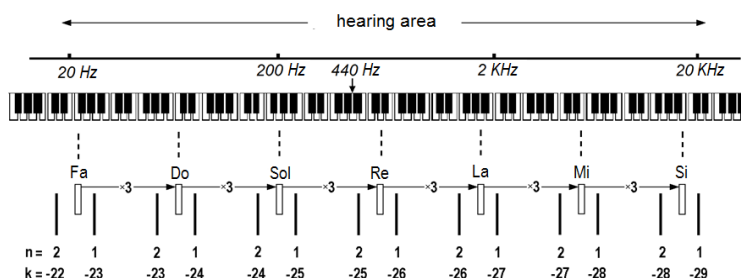 hearing area
20 Hz 200 Hz 440 Hz 2 KHz 20 KHz
Fa Do Sol Re La Mi Si
×3 ×3 ×3 ×3 ×3 ×3
n = 2 1 2 1 2 1 2 1 2 1 2 1 2 1
k = -22 -23 -23 -24 -24 -25 -25 -26 -26 -27 -27 -28 -28 -29